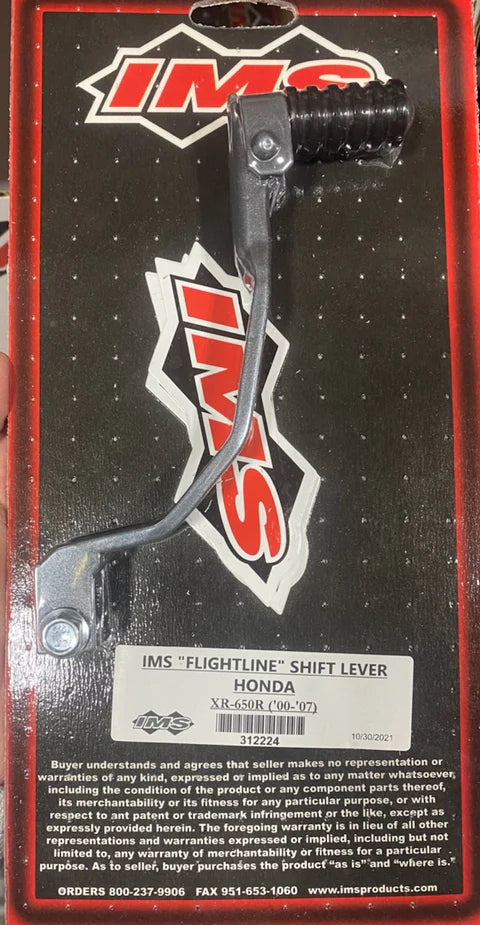 IMS
IMS
IMS "FLIGHTLINE" SHIFT LEVER
HONDA
XR-650R ('00-'07)
IMS
312224
10/30/2021
Buyer understands and agrees that seller makes no representation or
warranties of any kind, expressed or implied as to any matter whatsoever,
including the condition of the product or any component parts thereof,
its merchantability or its fitness for any particular purpose, or with
respect to ant patent or trademark infringement or the like, except as
expressly provided herein. The foregoing warranty is in lieu of all other
representations and warranties expressed or implied, including but not
limited to, any warranty of merchantability or fitness for a particular
purpose. As to seller, buyer purchases the product “as is” and “where is.”
ORDERS 800-237-9906 FAX 951-653-1060 www.imsproducts.com